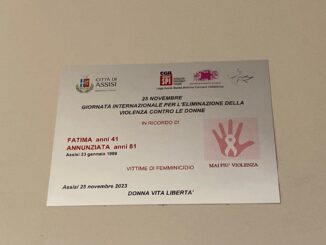 CITTÀ DI
ASSISI
CGIL
SPI
25 NOVEMBRE
GIORNATA INTERNAZIONALE PER L'ELIMINAZIONE DELLA
VIOLENZA CONTRO LE DONNE
IN RICORDO DI
FATIMA anni 41
ANNUNZIATA anni 81
Assisi 23 gennaio 1999
VITTIME DI FEMMINICIDIO
MAI PIU' VIOLENZA
Assisi 25 novembre 2023
DONNA VITA LIBERTA'